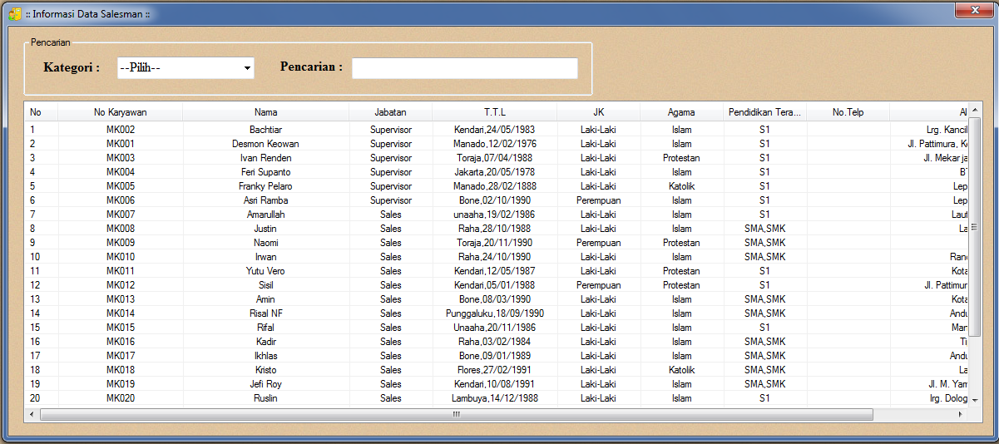 :: Informasi Data Salesman ::
Pencarian
Kategori : --Pilih-- Pencarian :
No No Karyawan Nama Jabatan T.T.L JK Agama Pendidikan Tera... No.Telp Al
1 MK002 Bachtiar Supervisor Kendari,24/05/1983 Laki-Laki Islam S1 Lrg. Kancil
2 MK001 Desmon Keowan Supervisor Manado,12/02/1976 Laki-Laki Islam S1 Jl. Pattimura, Ke
3 MK003 Ivan Renden Supervisor Toraja,07/04/1988 Laki-Laki Protestan S1 Jl. Mekar ja
4 MK004 Feri Supanto Supervisor Jakarta,20/05/1978 Laki-Laki Islam S1
5 MK005 Franky Pelaro Supervisor Manado,28/02/1888 Laki-Laki Katolik S1 Lep
6 MK006 Asri Ramba Supervisor Bone,02/10/1990 Perempuan Islam S1 Lep
7 MK007 Amarullah Sales unaaha,19/02/1986 Laki-Laki Islam S1 Lauf
8 MK008 Justin Sales Raha,28/10/1988 Laki-Laki Islam SMA,SMK La
9 MK009 Naomi Sales Toraja,20/11/1990 Perempuan Protestan SMA,SMK
10 MK010 Irwan Sales Raha,24/10/1990 Laki-Laki Islam SMA,SMK Rano
11 MK011 Yutu Vero Sales Kendari,12/05/1987 Laki-Laki Protestan S1 Kota
12 MK012 Sisil Sales Kendari,05/01/1988 Perempuan Protestan S1 Jl. Pattimur
13 MK013 Amin Sales Bone,08/03/1990 Laki-Laki Islam SMA,SMK Kota
14 MK014 Risal NF Sales Punggaluku,18/09/1990 Laki-Laki Islam SMA,SMK Andu
15 MK015 Rifal Sales Unaaha,20/11/1986 Laki-Laki Islam S1 Man
16 MK016 Kadir Sales Raha,03/02/1984 Laki-Laki Islam SMA,SMK Ti
17 MK017 Ikhlas Sales Bone,09/01/1989 Laki-Laki Islam SMA,SMK Andu
18 MK018 Kristo Sales Flores,27/02/1991 Laki-Laki Katolik SMA,SMK La
19 MK019 Jefi Roy Sales Kendari,10/08/1991 Laki-Laki Islam SMA,SMK Jl. M. Yam
20 MK020 Ruslin Sales Lambuya,14/12/1988 Laki-Laki Islam S1 lrg. Dolog